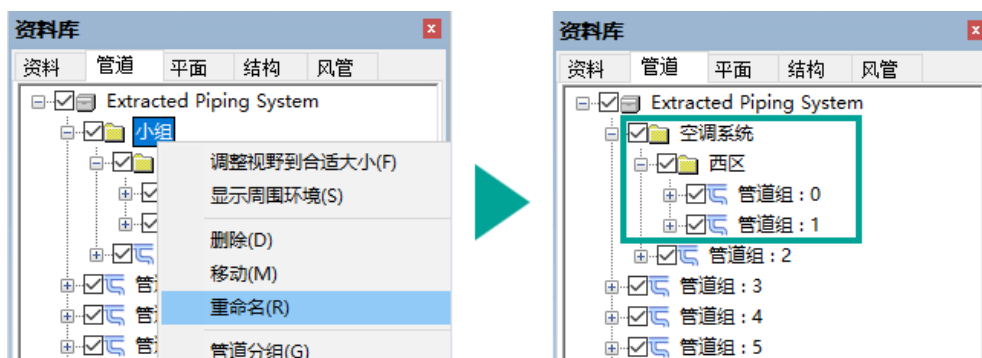 资料库
资料 管道 平面 结构 风管
Extracted Piping System
小组
调整视野到合适大小(F)
显示周围环境(S)
删除(D)
移动(M)
重命名(R)
管道分组(G)
资料库
资料 管道 平面 结构 风管
Extracted Piping System
空调系统
西区
管道组:0
管道组:1
管道组:2
管道组:3
管道组:4
管道组:5